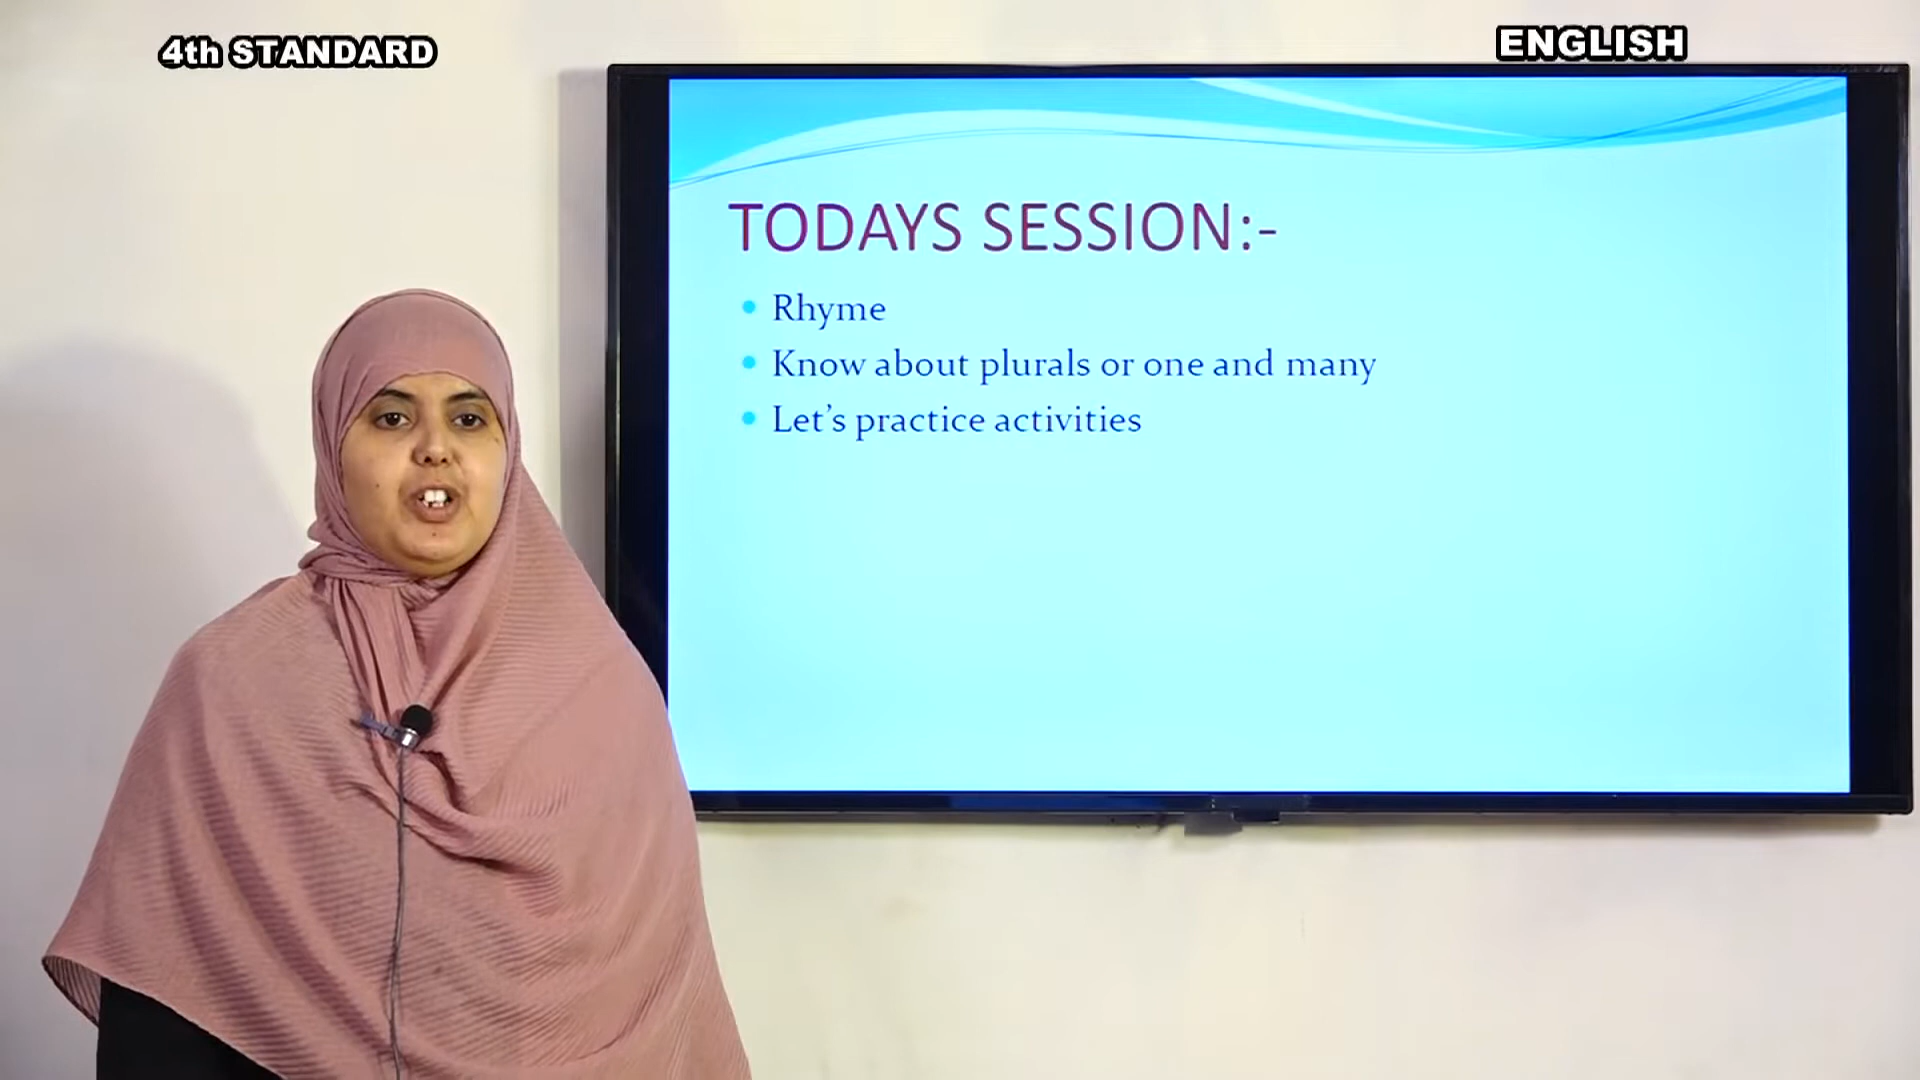 4th STANDARD
ENGLISH
TODAYS SESSION:-
Rhyme
Know about plurals or one and many
Let’s practice activities